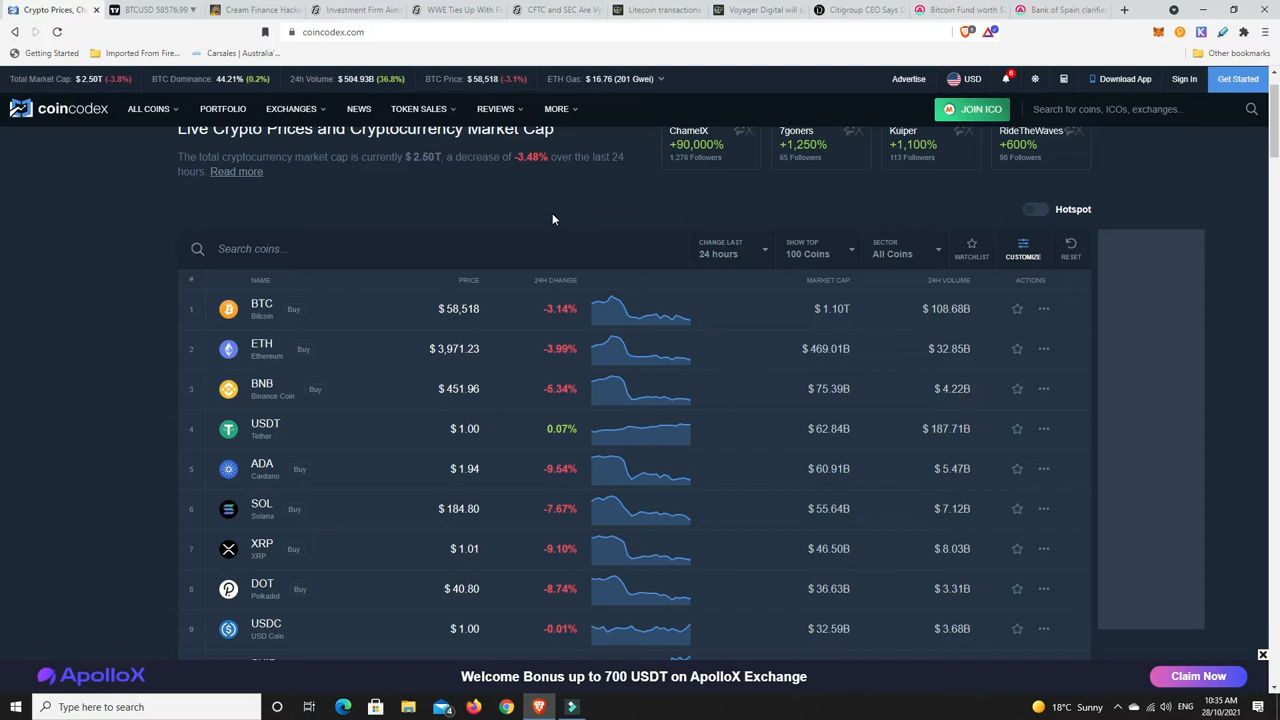 Crypto Prices, Ch
BTCUSD 58576.99
Cream Finance Hacke
Investment Firm Aims
WWE Ties Up With Fo
CFTC and SEC Are Vy
Litecoin transactions
Voyager Digital will b
Citigroup CEO Says D
Bitcoin Fund worth $
Bank of Spain clarifie
coincodex.com
Getting Started
Imported From Fire...
Carsales | Australia'...
Other bookmarks
Total Market Cap: $ 2.50T (-3.8%)
BTC Dominance: 44.21% (0.2%)
24h Volume: $ 504.93B (36.8%)
BTC Price: $ 58,518 (-3.1%)
ETH Gas: $ 16.76 (201 Gwei)
Advertise
USD
6
Download App
Sign In
Get Started
coincodex
ALL COINS
PORTFOLIO
EXCHANGES
NEWS
TOKEN SALES
REVIEWS
MORE
JOIN ICO
Search for coins, ICOs, exchanges...
Live Crypto Prices and Cryptocurrency Market Cap
The total cryptocurrency market cap is currently $ 2.50T, a decrease of -3.48% over the last 24
hours. Read more
ChamelX
+90,000%
1,276 Followers
7goners
+1,250%
65 Followers
Kuiper
+1,100%
113 Followers
RideTheWaves
+600%
98 Followers
Hotspot
Search coins...
CHANGE LAST
24 hours
SHOW TOP
100 Coins
SECTOR
All Coins
WATCHLIST
CUSTOMIZE
RESET
# NAME PRICE 24H CHANGE MARKET CAP 24H VOLUME ACTIONS
1 BTC Bitcoin Buy $ 58,518 -3.14% $ 1.10T $ 108.68B
2 ETH Ethereum Buy $ 3,971.23 -3.99% $ 469.01B $ 32.85B
3 BNB Binance Coin Buy $ 451.96 -5.34% $ 75.39B $ 4.22B
4 USDT Tether $ 1.00 0.07% $ 62.84B $ 187.71B
5 ADA Cardano Buy $ 1.94 -9.54% $ 60.91B $ 5.47B
6 SOL Solana Buy $ 184.80 -7.67% $ 55.64B $ 7.12B
7 XRP XRP Buy $ 1.01 -9.10% $ 46.50B $ 8.03B
8 DOT Polkadot Buy $ 40.80 -8.74% $ 36.63B $ 3.31B
9 USDC USD Coin $ 1.00 -0.01% $ 32.59B $ 3.68B
ApolloX
Welcome Bonus up to 700 USDT on ApolloX Exchange
Claim Now
Type here to search
4
18°C Sunny
ENG
10:35 AM
28/10/2021